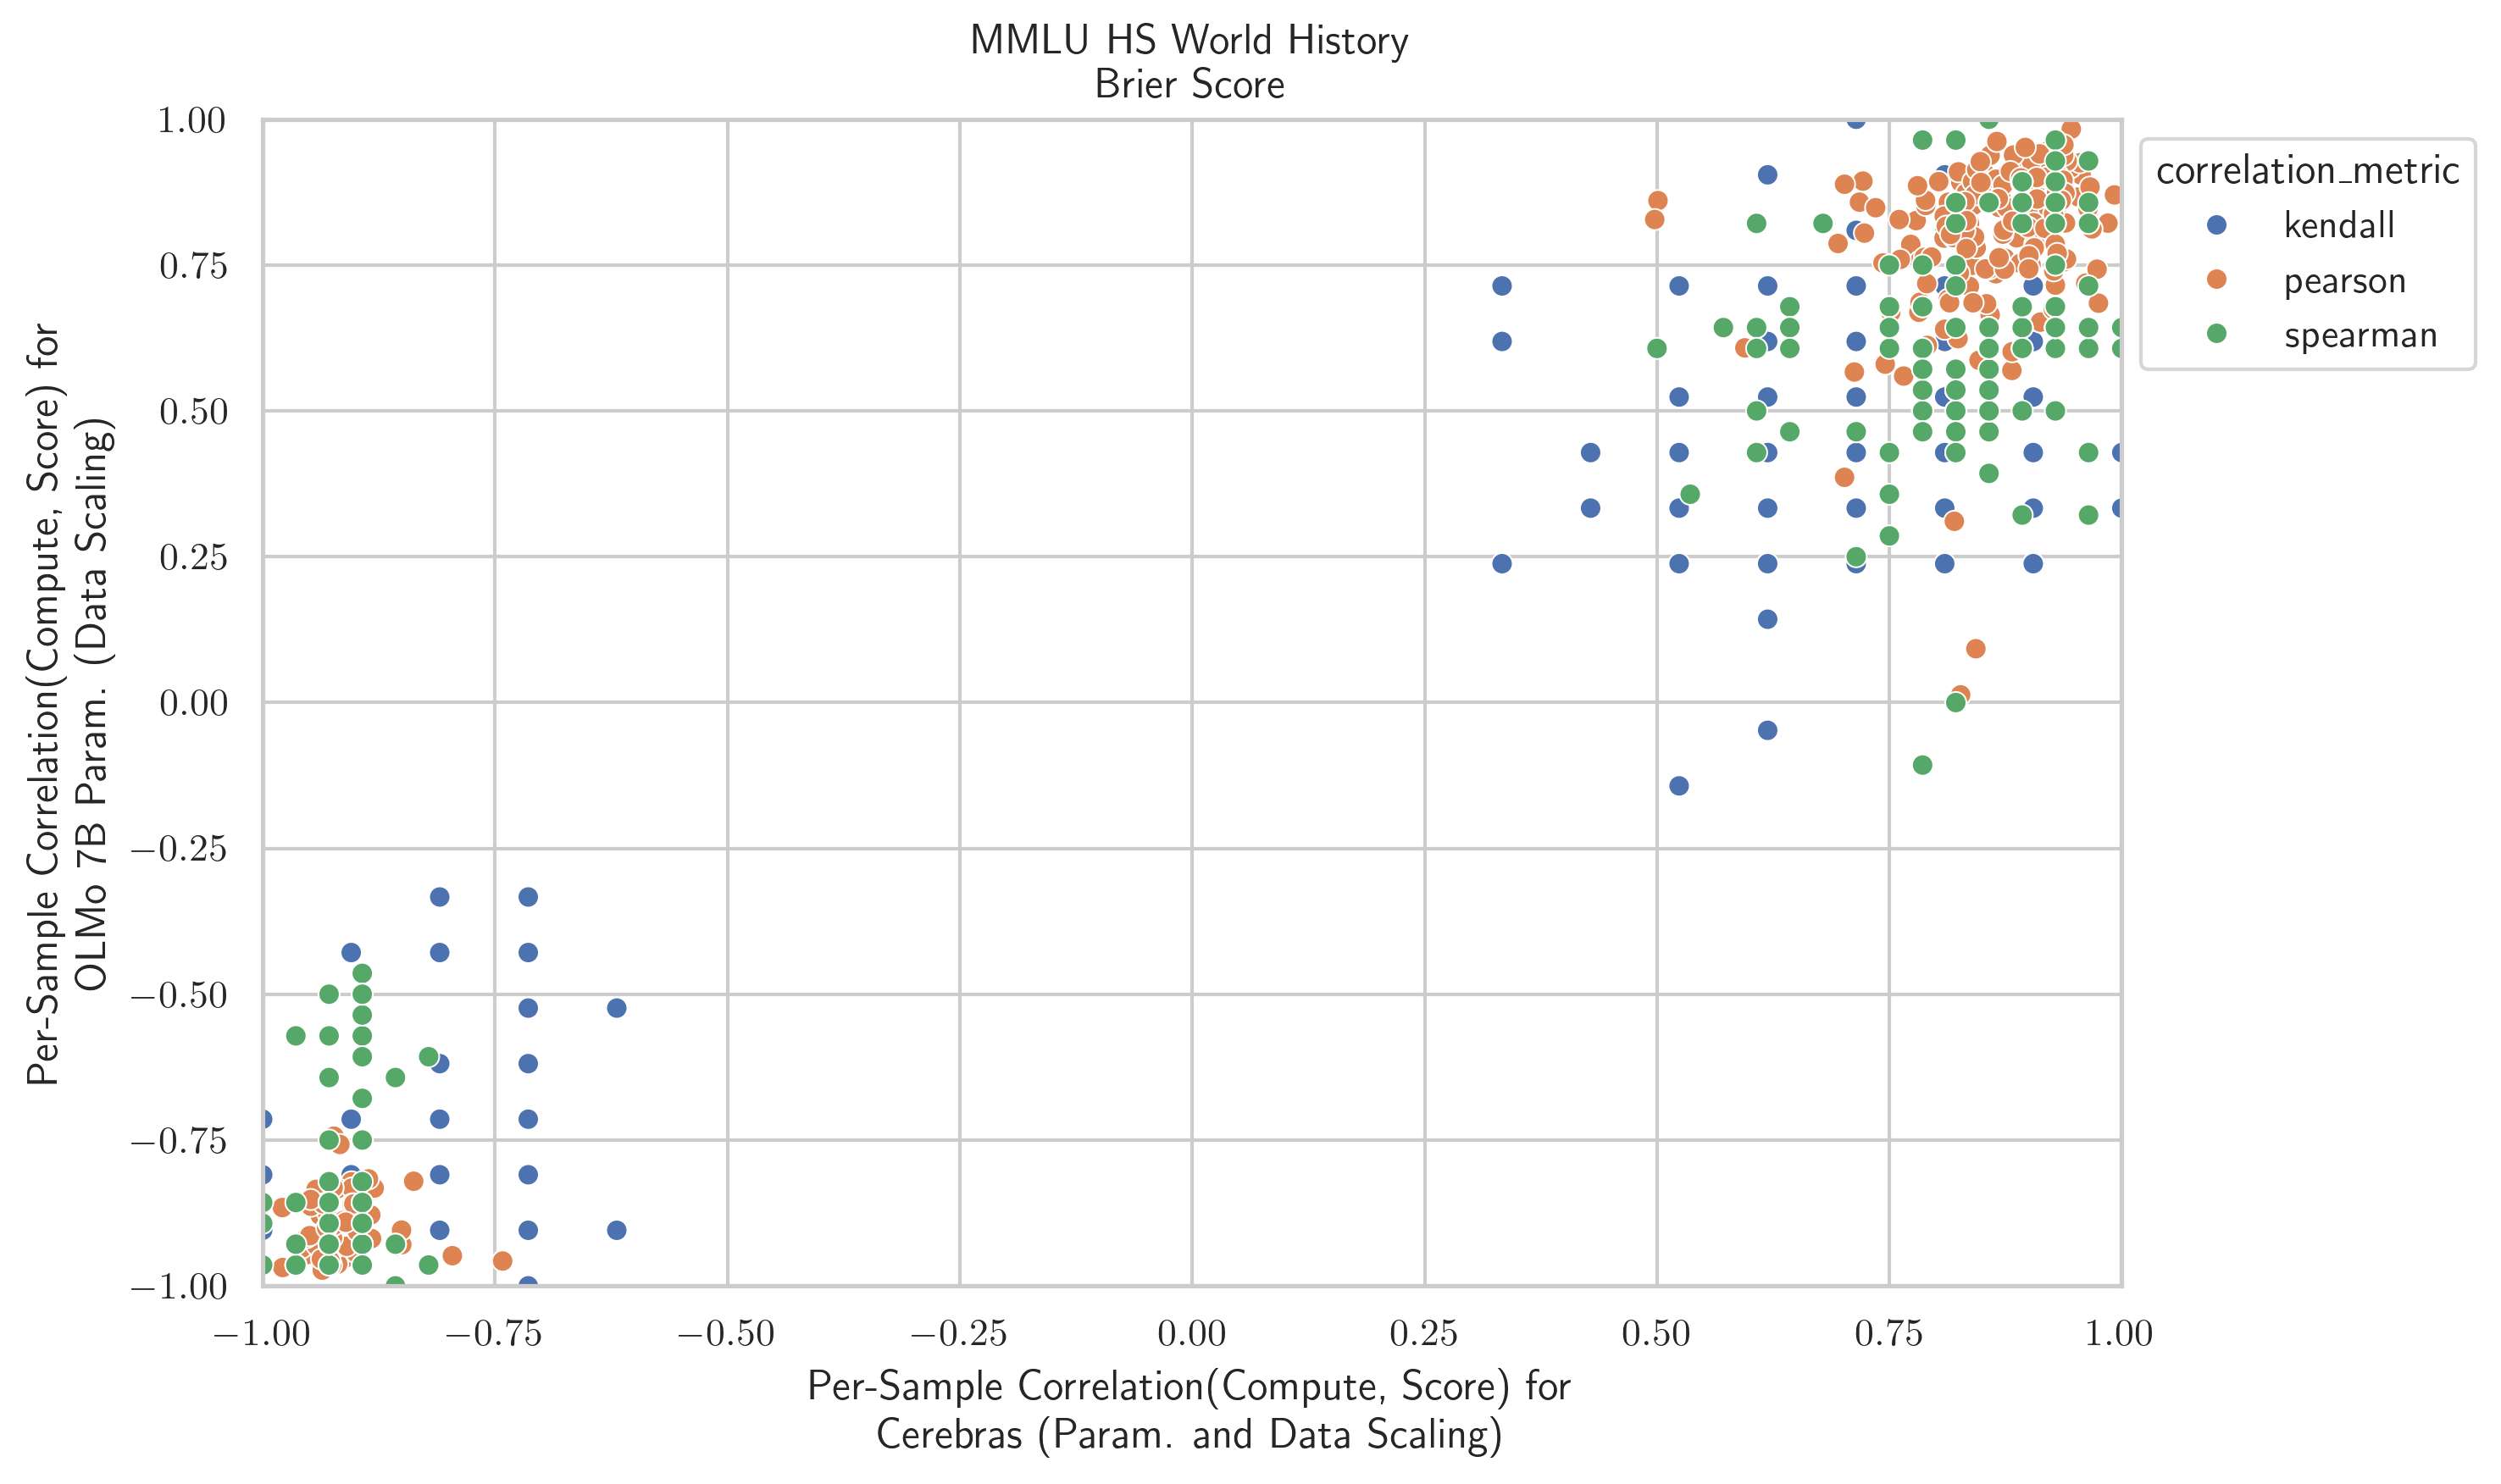 MMLU HS World History
Brier Score
Per-Sample Correlation(Compute, Score) for
OLMo 7B Param. (Data Scaling)
1.00
0.75
0.50
0.25
0.00
−0.25
−0.50
−0.75
−1.00
−1.00 −0.75 −0.50 −0.25 0.00 0.25 0.50 0.75 1.00
Per-Sample Correlation(Compute, Score) for
Cerebras (Param. and Data Scaling)
correlation_metric
kendall
pearson
spearman